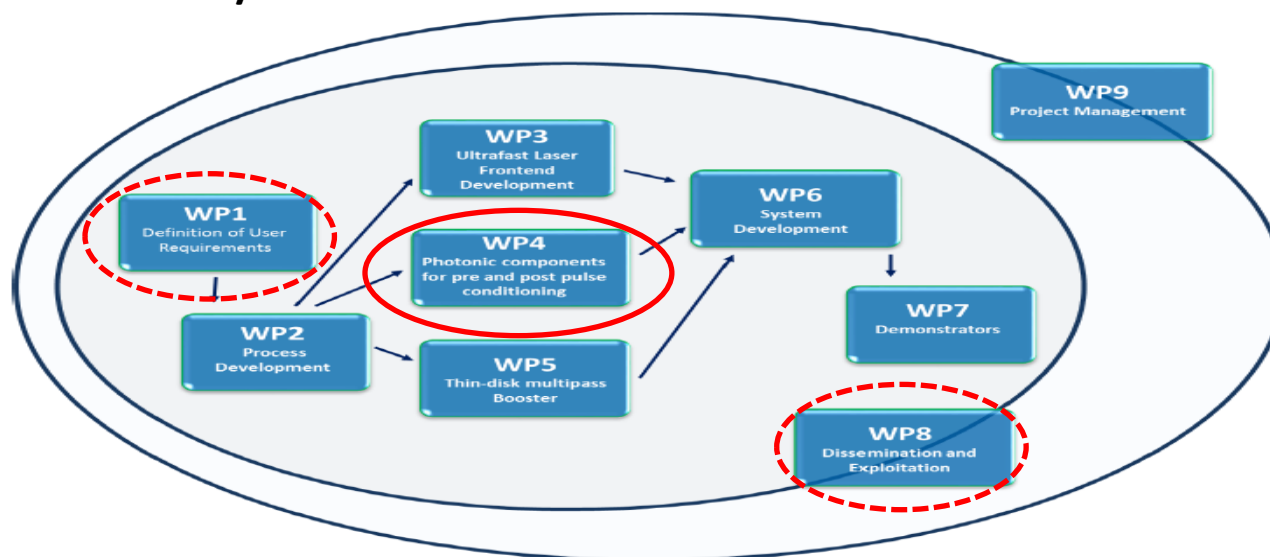 WP9
Project Management
WP3
Ultrafast Laser
Frontend
Development
WP6
System
Development
WP1
Definition of User
Requirements
WP4
Photonic components
for pre and post pulse
conditioning
WP7
Demonstrators
WP2
Process
Development
WP5
Thin-disk multipass
Booster
WP8
Dissemination and
Exploitation